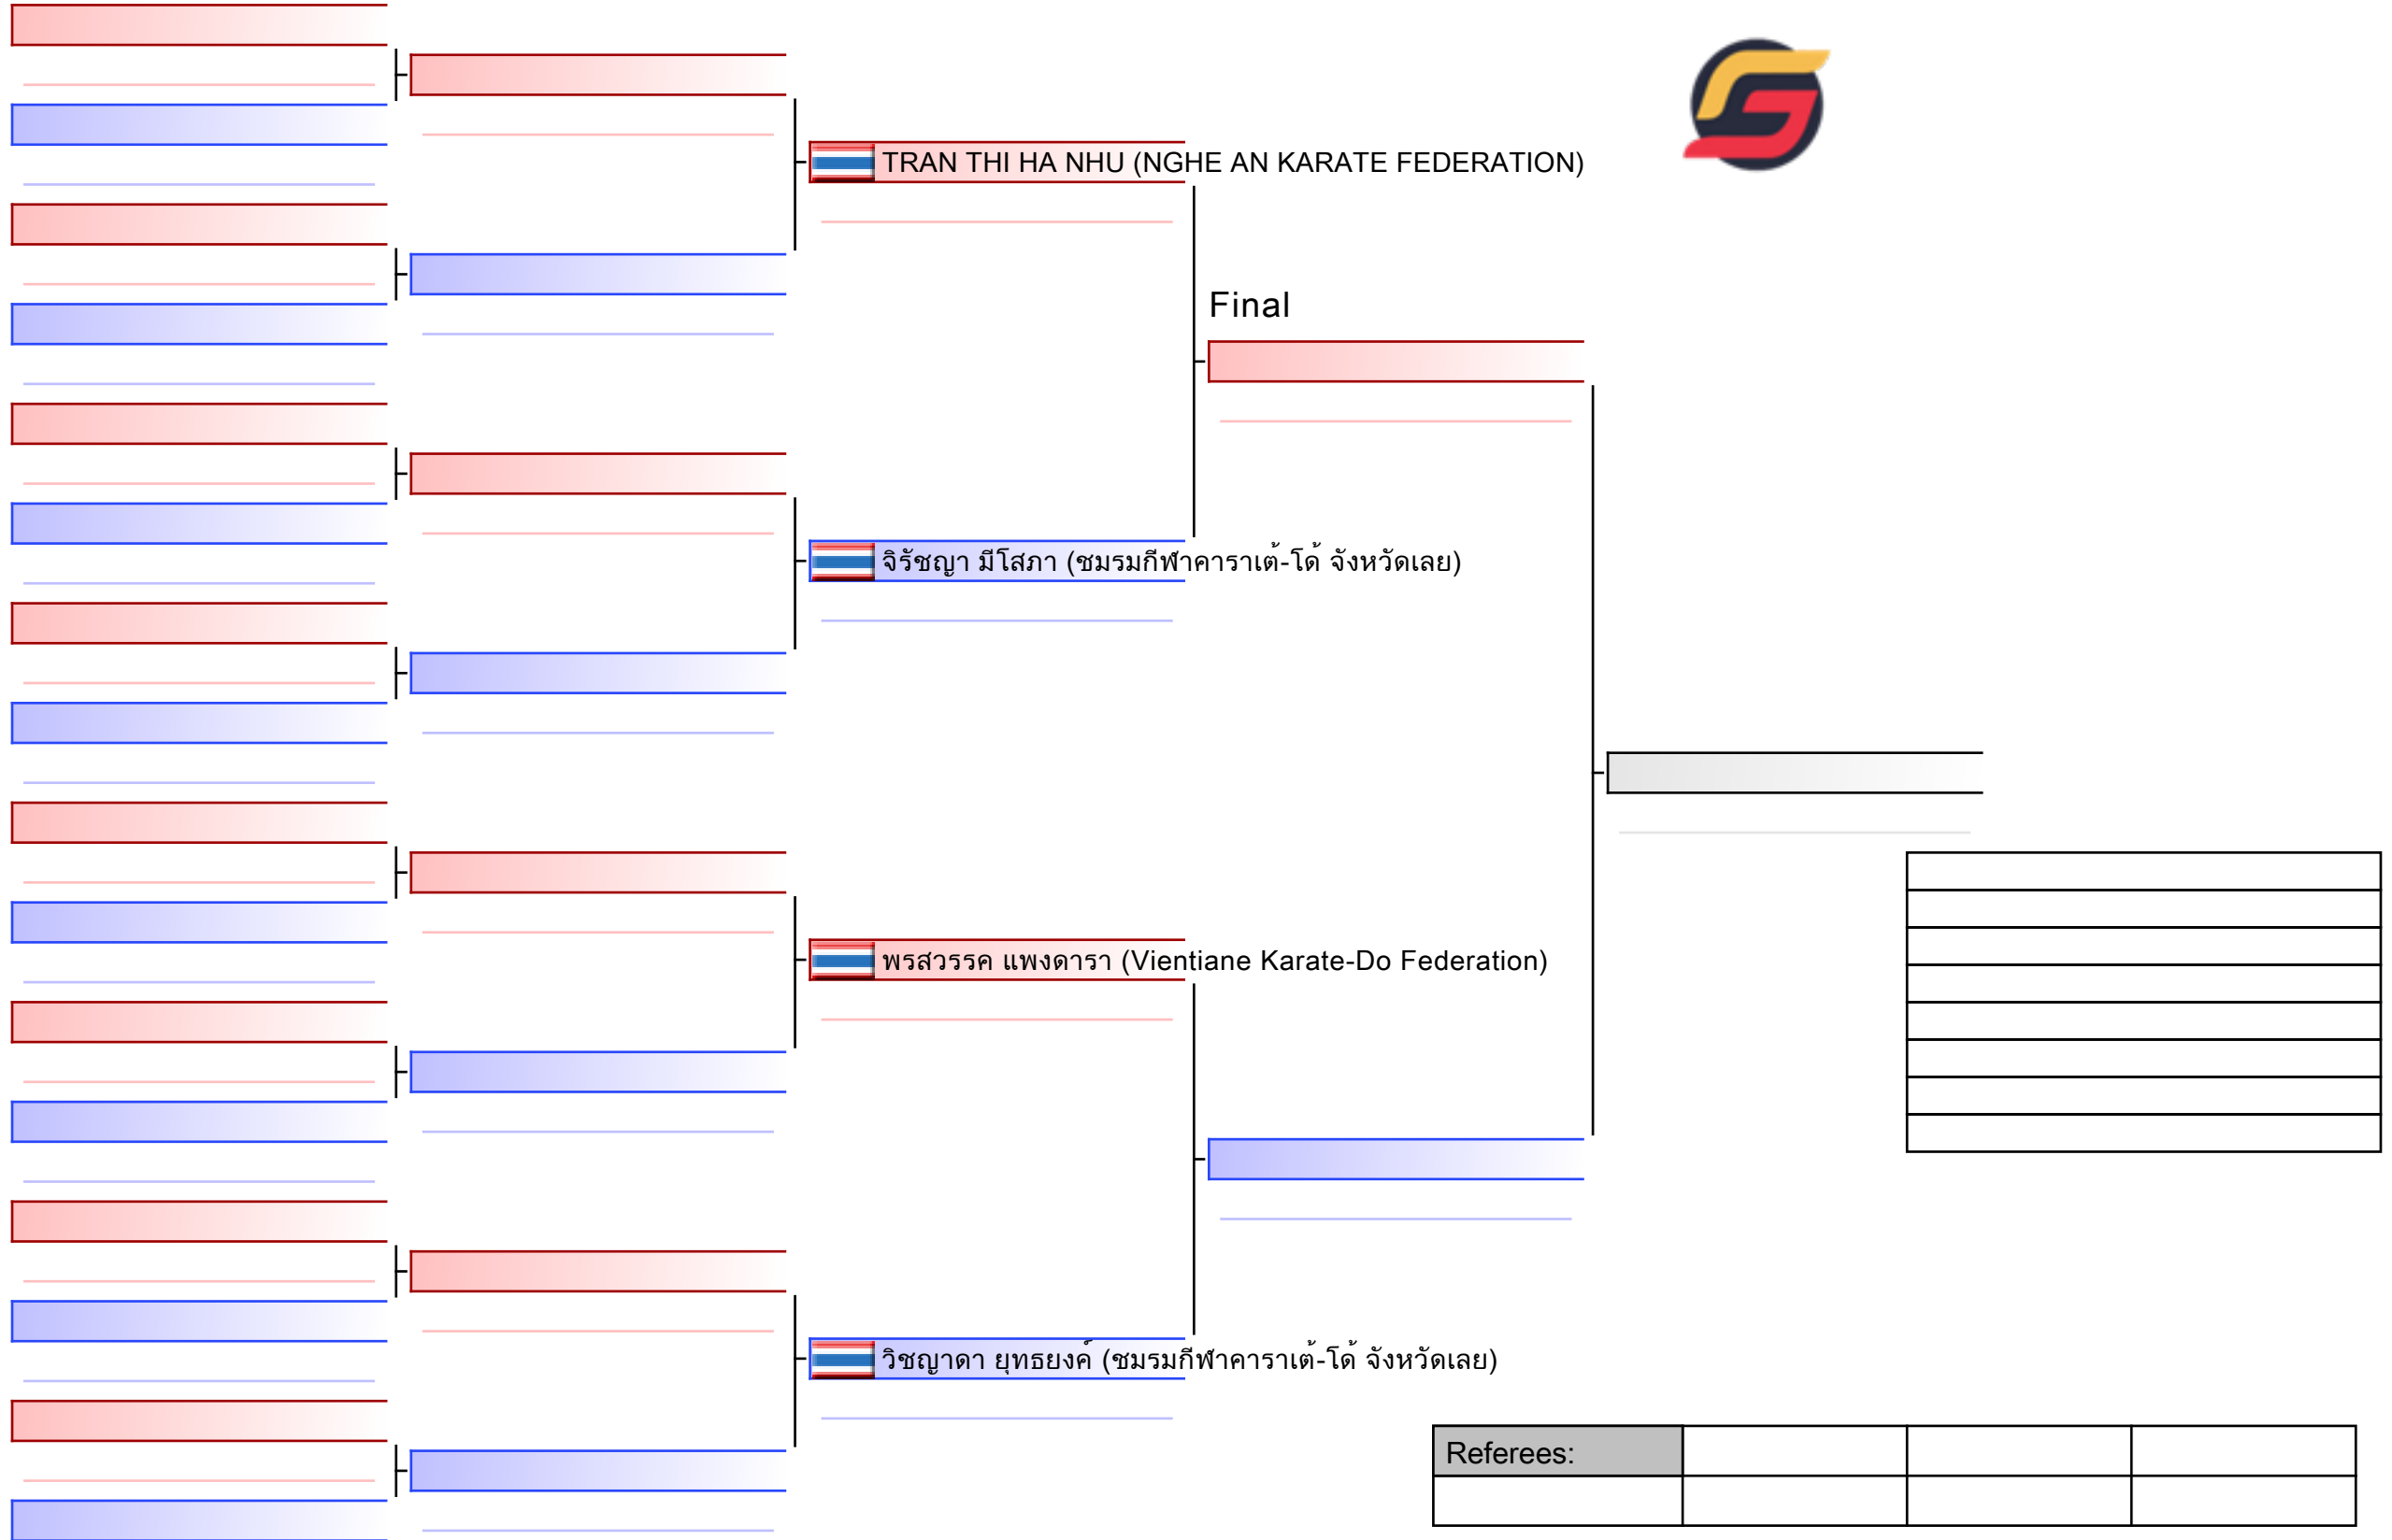 TRAN THI HA NHU (NGHE AN KARATE FEDERATION)
Final
จิรัชญา มีโสภา (ชมรมกีฬาคาราเต้-โด้ จังหวัดเลย)
พรสวรรค แพงดารา (Vientiane Karate-Do Federation)
วิชญาดา ยุทธยงค์ (ชมรมกีฬาคาราเต้-โด้ จังหวัดเลย)
Referees: